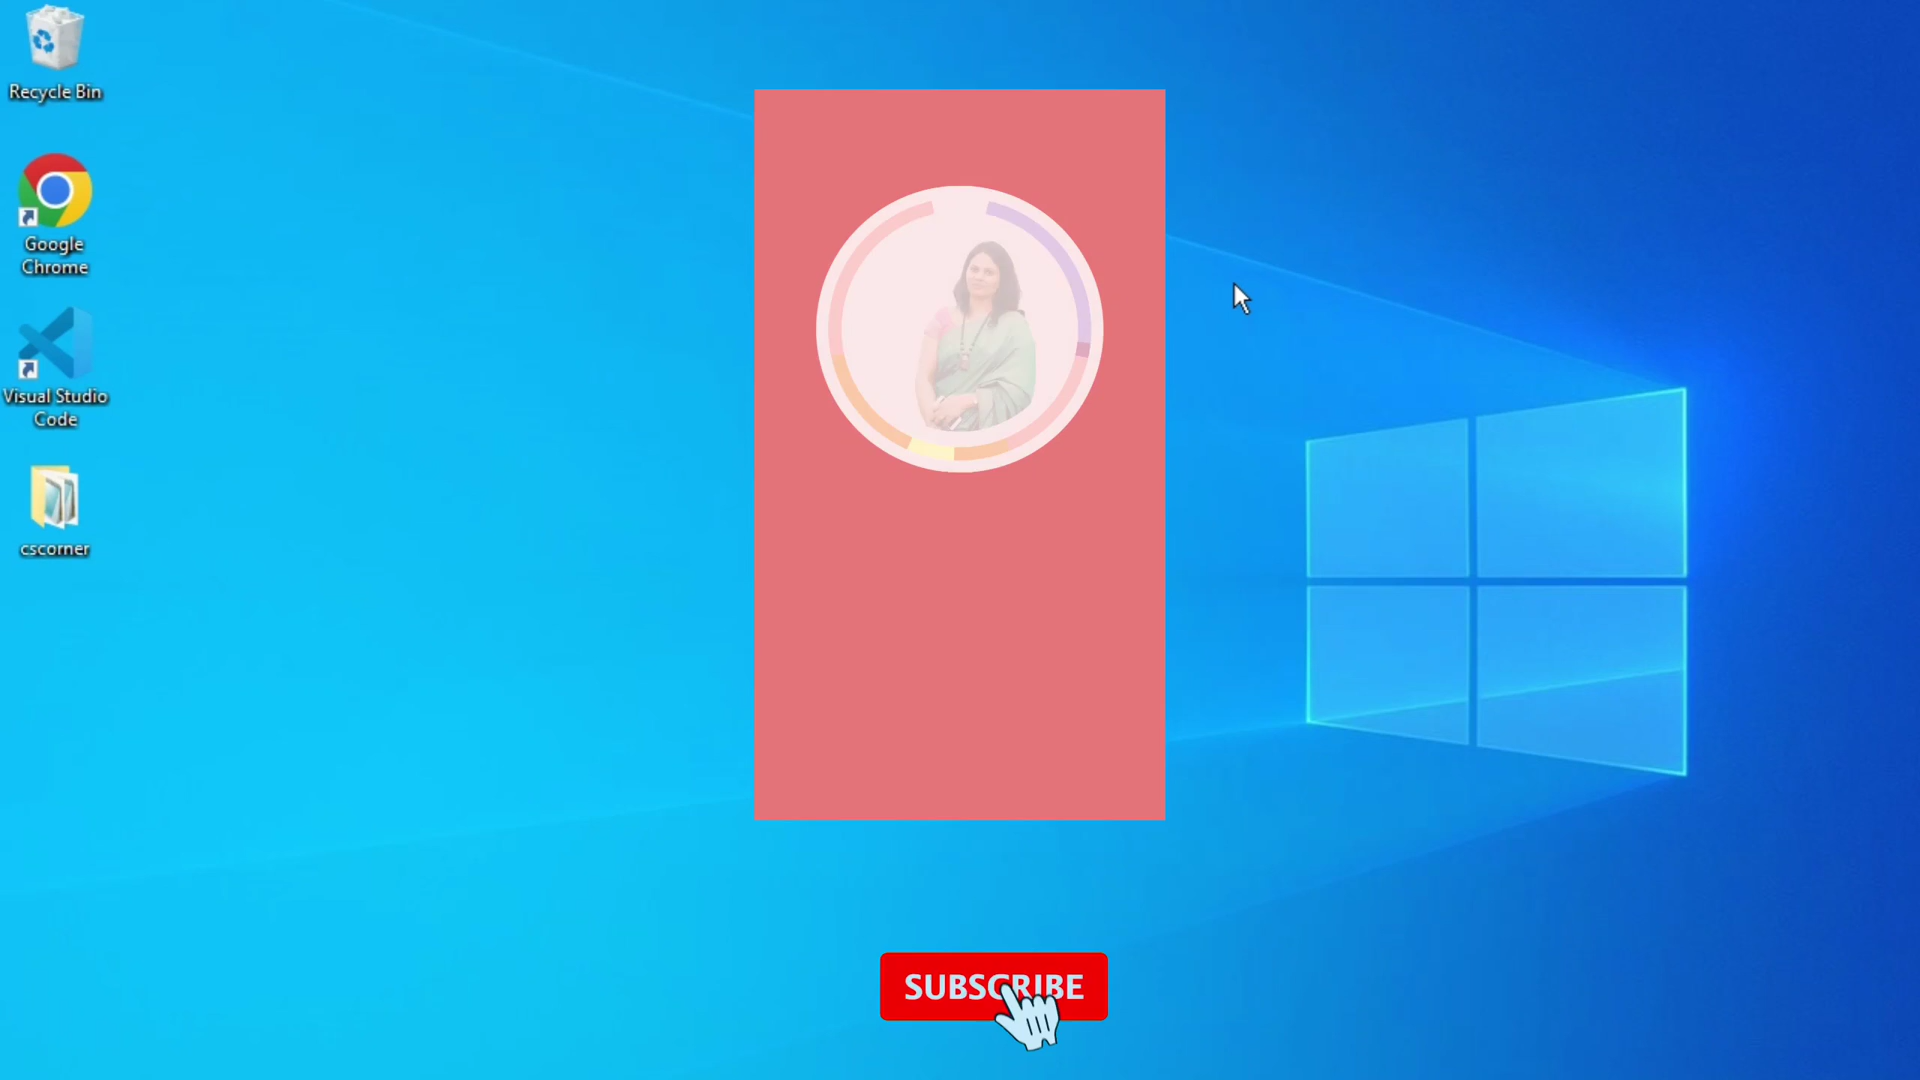 Recycle Bin
Google
Chrome
Visual Studio
Code
cscorner
SUBSCRIBE